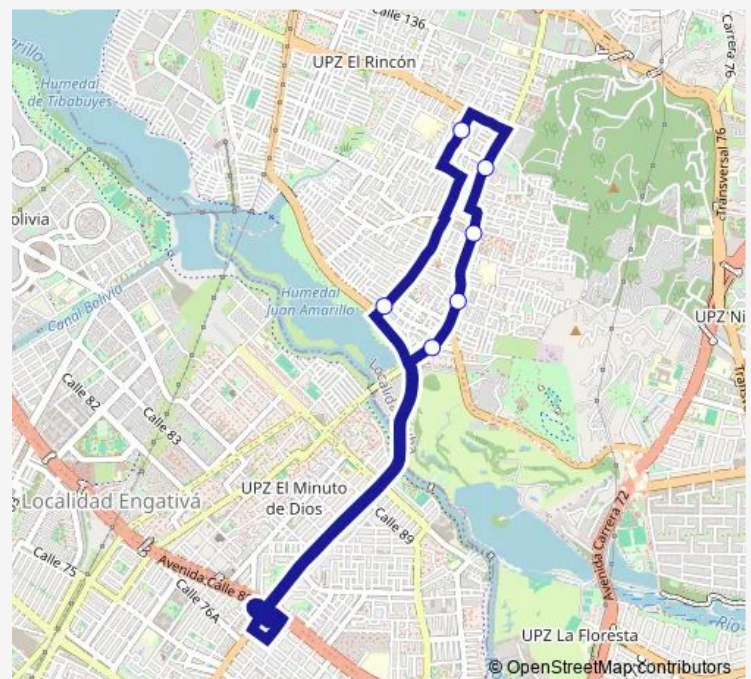 Calle 136
Carrera 76
UPZ El Rincón
Humedal
de Tibabuyes
Transversal 76
olivia
Humedal
Juan Amarillo
Canal Bolivia
UPZ Ni
Calle 82
Calle 83
UPZ El Minuto
de Dios
Localidad Engativá
Calle 89
Calle 75
Avenida Calle 8
Calle 76A
Avenida Carrera 72
UPZ La Floresta
© OpenStreetMap contributors